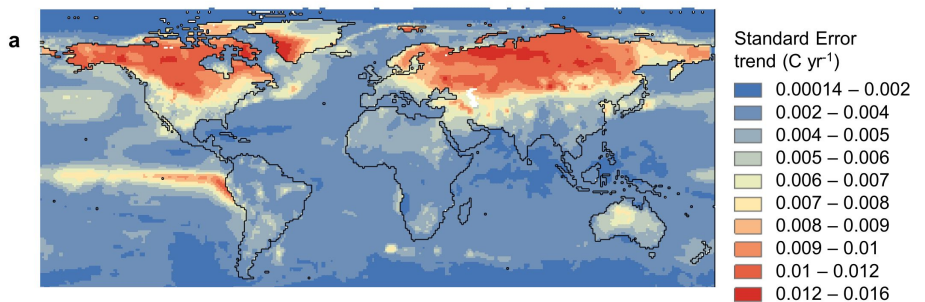 a
Standard Error
trend (C yr-1)
0.00014 – 0.002
0.002 – 0.004
0.004 – 0.005
0.005 – 0.006
0.006 – 0.007
0.007 – 0.008
0.008 – 0.009
0.009 – 0.01
0.01 – 0.012
0.012 – 0.016